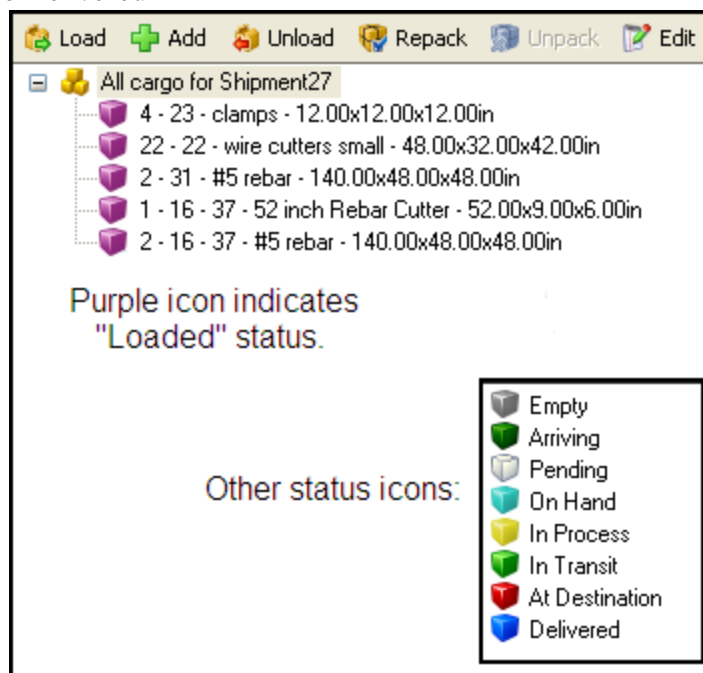 Load Add Unload Repack Unpack Edit
All cargo for Shipment27
4 - 23 - clamps - 12.00x12.00x12.00in
22 - 22 - wire cutters small - 48.00x32.00x42.00in
2 - 31 - #5 rebar - 140.00x48.00x48.00in
1 - 16 - 37 - 52 inch Rebar Cutter - 52.00x9.00x6.00in
2 - 16 - 37 - #5 rebar - 140.00x48.00x48.00in
Purple icon indicates
"Loaded" status.
Other status icons:
Empty
Arriving
Pending
On Hand
In Process
In Transit
At Destination
Delivered